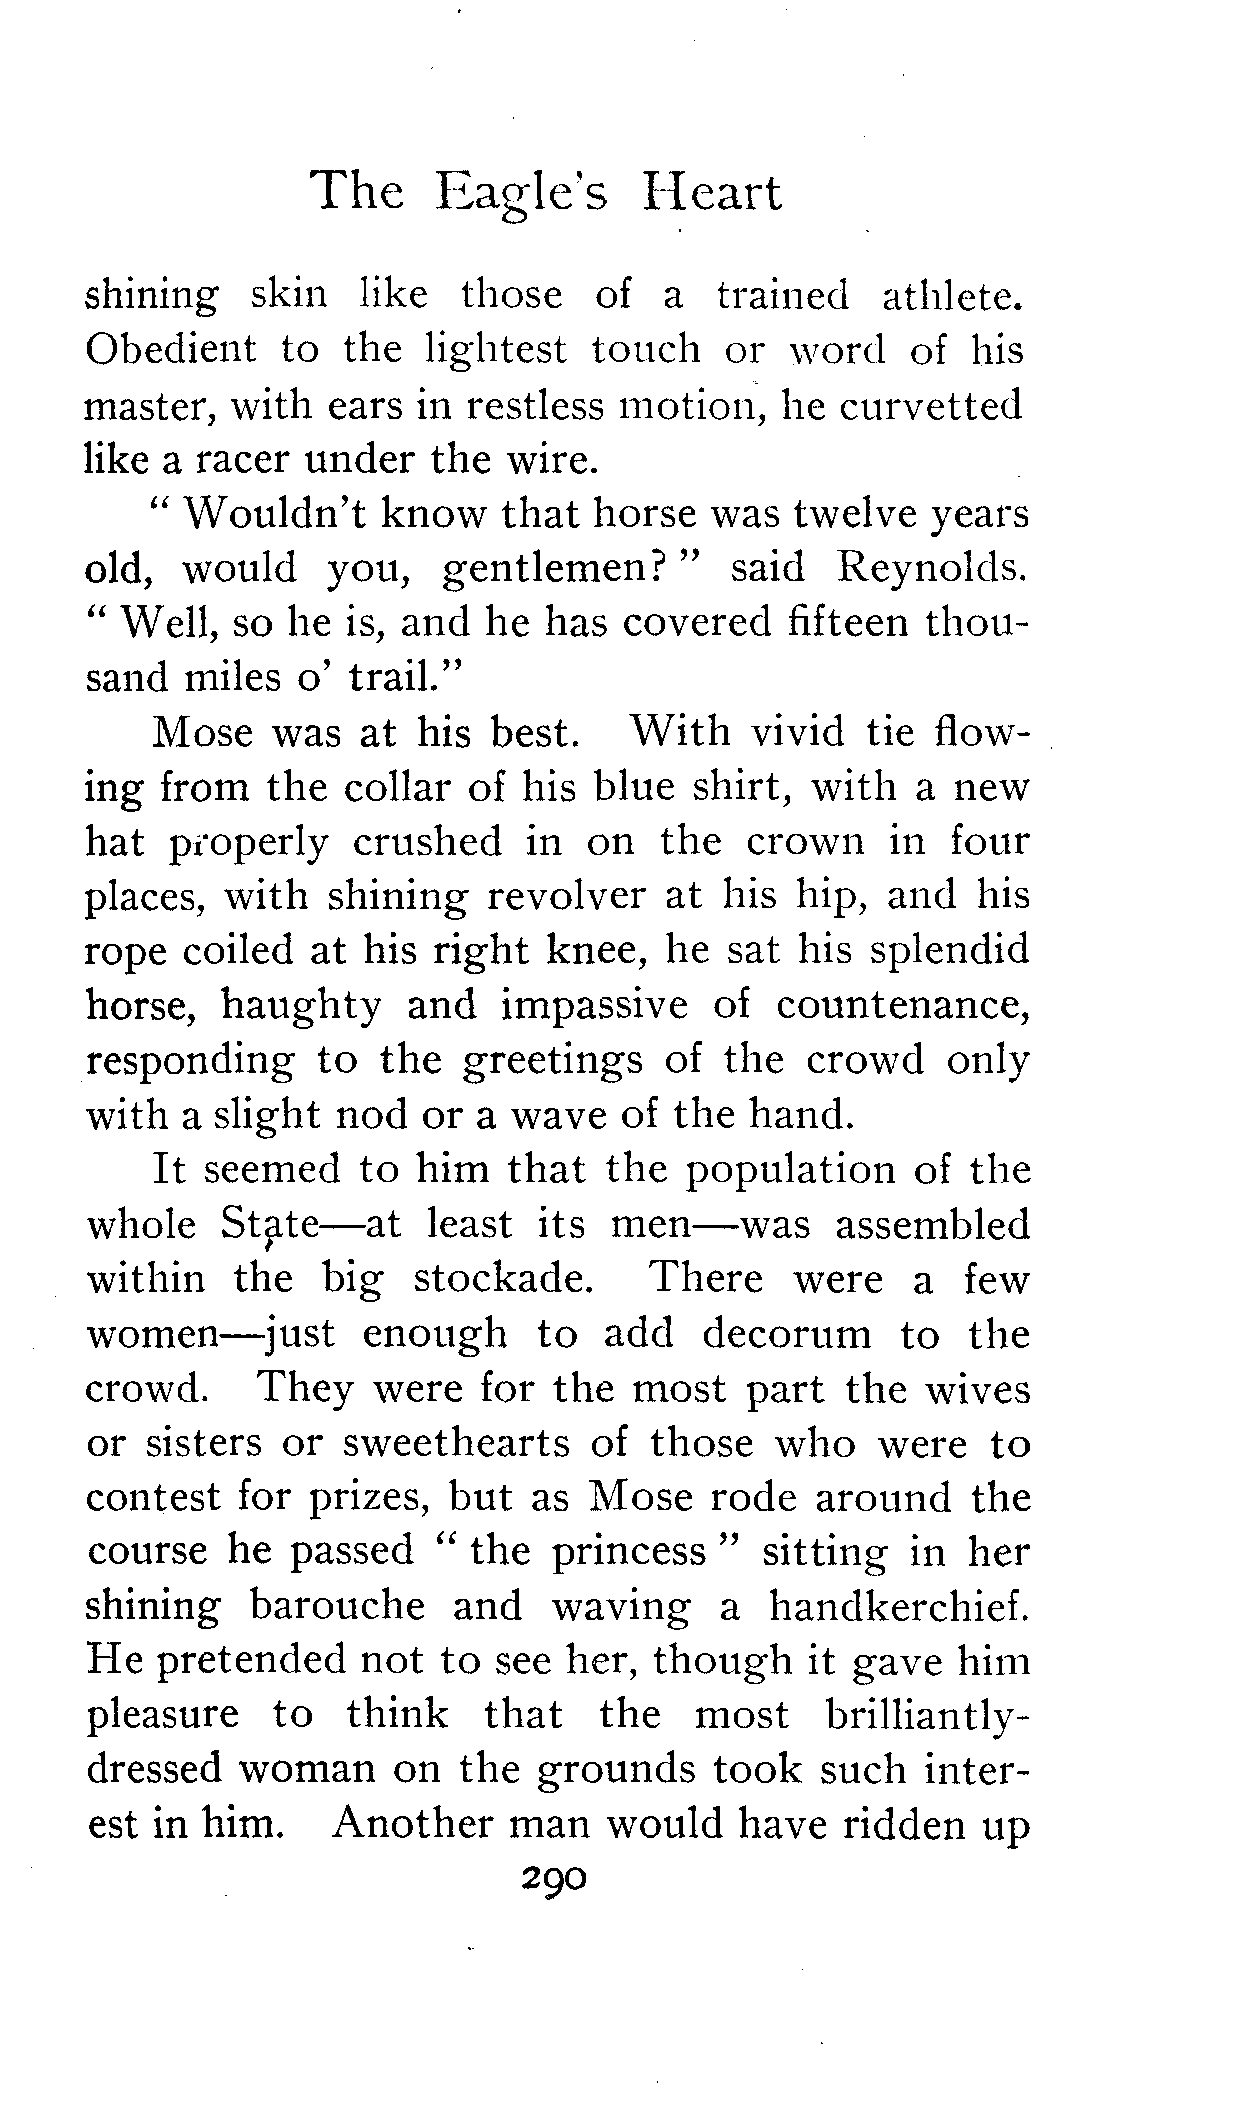 The Eagle's Heart
shining skin like those of a trained athlete.
Obedient to the lightest touch or word of his
master, with ears in restless motion, he curvetted
like a racer under the wire.
" Wouldn't know that horse was twelve years
old, would you, gentlemen? " said Reynolds.
" Well, so he is, and he has covered fifteen thou-
sand miles o' trail."
Mose was at his best. With vivid tie flow-
ing from the collar of his blue shirt, with a new
hat properly crushed in on the crown in four
places, with shining revolver at his hip, and his
rope coiled at his right knee, he sat his splendid
horse, haughty and impassive of countenance,
responding to the greetings of the crowd only
with a slight nod or a wave of the hand.
It seemed to him that the population of the
whole State—at least its men—was assembled
within the big stockade. There were a few
women—just enough to add decorum to the
crowd. They were for the most part the wives
or sisters or sweethearts of those who were to
contest for prizes, but as Mose rode around the
course he passed " the princess " sitting in her
shining barouche and waving a handkerchief.
He pretended not to see her, though it gave him
pleasure to think that the most brilliantly-
dressed woman on the grounds took such inter-
est in him. Another man would have ridden up
290